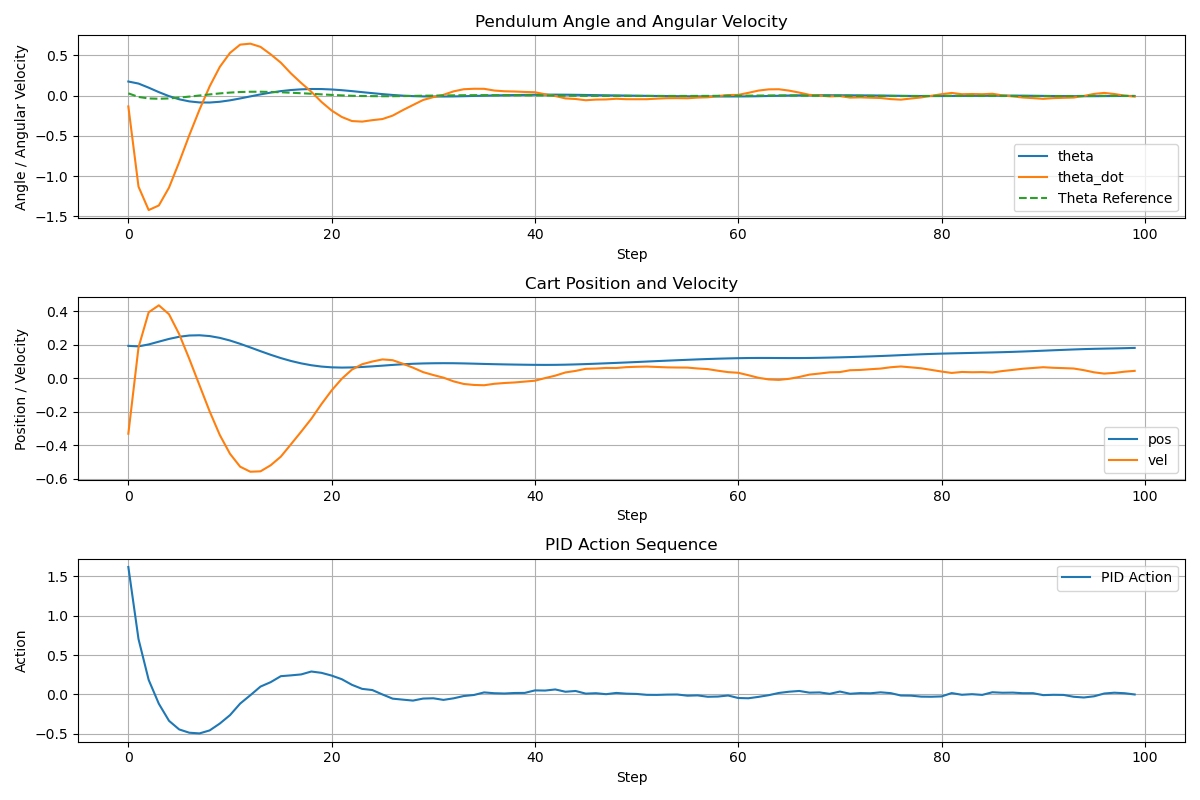 Pendulum Angle and Angular Velocity
Angle / Angular Velocity
0.5
0.0
−0.5
−1.0
−1.5
theta
theta_dot
Theta Reference
0 20 40 60 80 100
Step
Cart Position and Velocity
Position / Velocity
0.4
0.2
0.0
−0.2
−0.4
−0.6
pos
vel
0 20 40 60 80 100
Step
PID Action Sequence
Action
1.5
1.0
0.5
0.0
−0.5
PID Action
0 20 40 60 80 100
Step